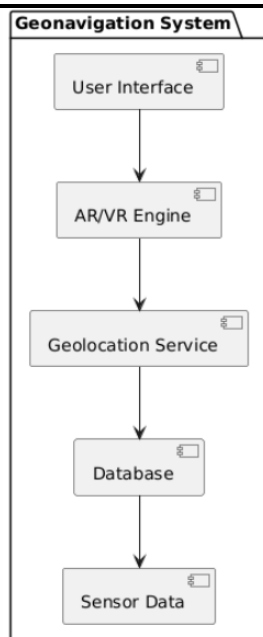 Geonavigation System
User Interface
AR/VR Engine
Geolocation Service
Database
Sensor Data